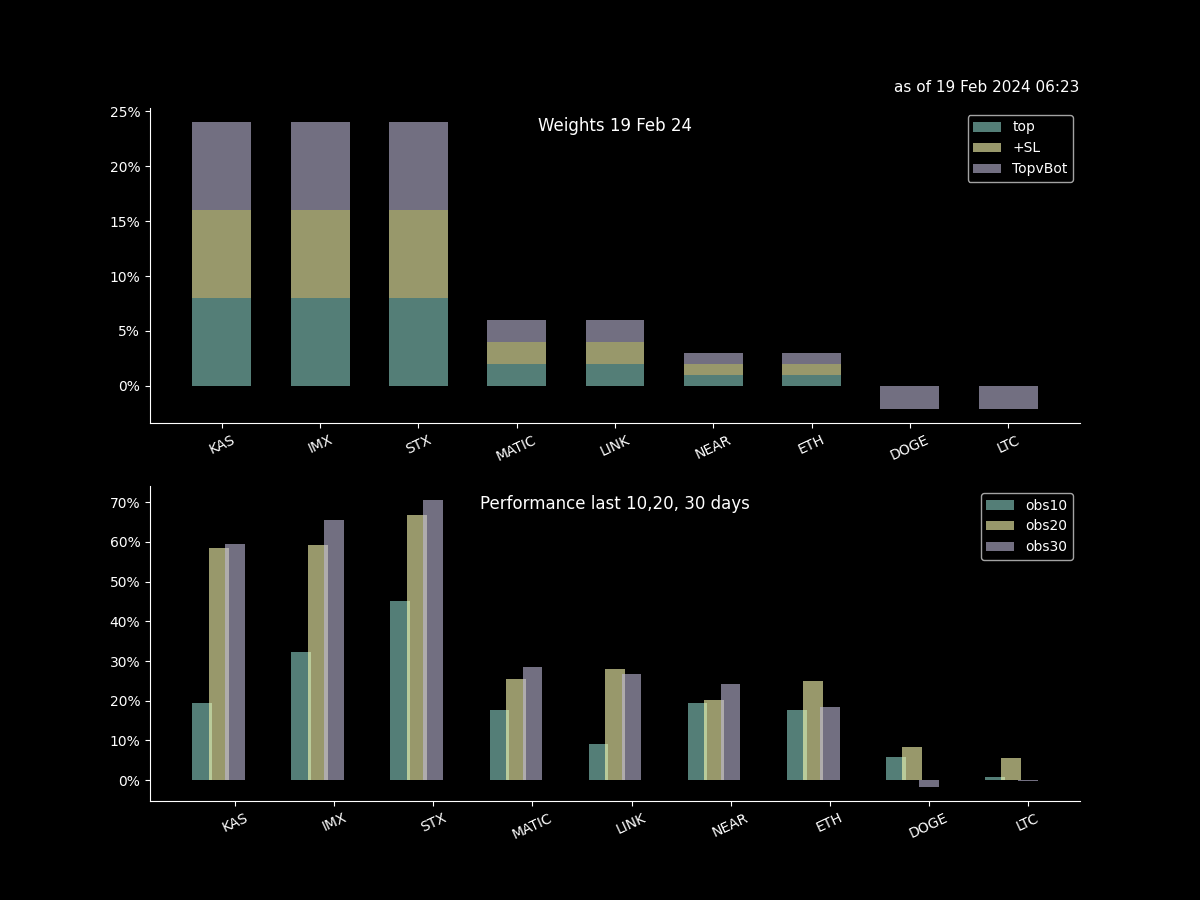 as of 19 Feb 2024 06:23
Weights 19 Feb 24
top
+SL
TopvBot
25%
20%
15%
10%
5%
0%
KAS IMX STX MATIC LINK NEAR ETH DOGE LTC
Performance last 10,20, 30 days
obs10
obs20
obs30
70%
60%
50%
40%
30%
20%
10%
0%
KAS IMX STX MATIC LINK NEAR ETH DOGE LTC